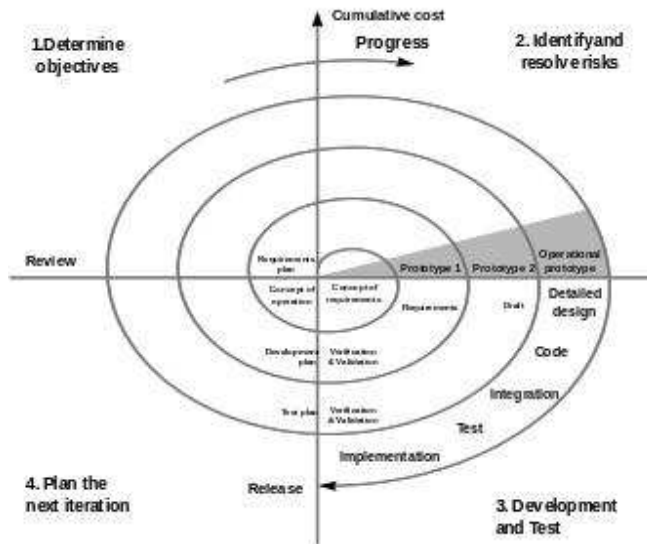 Cumulative cost
Progress
1.Determine
objectives
2. Identify and
resolve risks
Review
Requirements
plan
Prototype 1
Prototype 2
Operational
prototype
Concept of
operation
Concept of
requirements
Requirements
Draft
Detailed
design
Development
plan
Verification
& Validation
Code
Integration
Test plan
Verification
& Validation
Test
Implementation
4. Plan the
next iteration
Release
3. Development
and Test